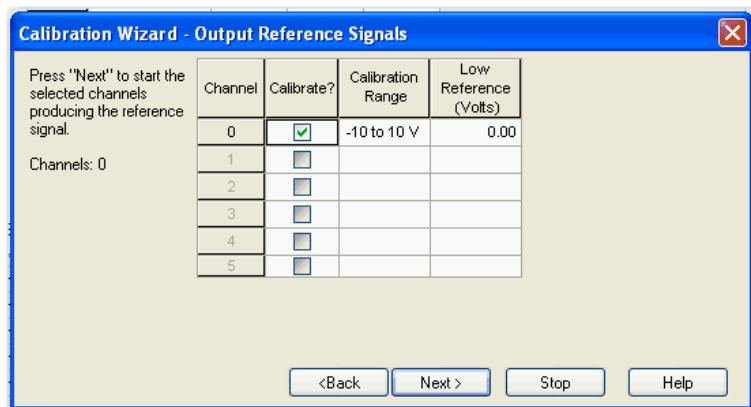 Calibration Wizard - Output Reference Signals
Press "Next" to start the
selected channels
producing the reference
signal.
Channels: 0
Channel Calibrate? Calibration Range Low Reference (Volts)
0 -10 to 10 V 0.00
1
2
3
4
5
<Back Next > Stop Help